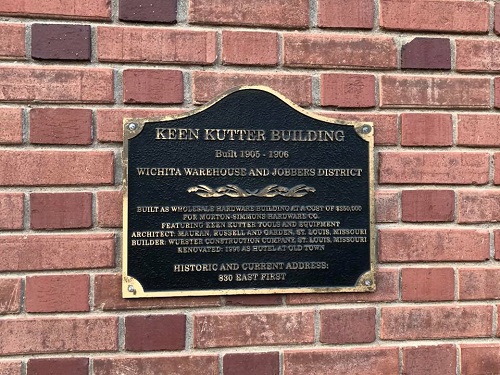 KEEN KUTTER BUILDING
Built 1905 - 1906
WICHITA WAREHOUSE AND JOBBERS DISTRICT
BUILT AS WHOLESALE HARDWARE BUILDING AT A COST OF $350,000
FOR MORTON-SIMMONS HARDWARE CO.
FEATURING KEEN KUTTER TOOLS AND EQUIPMENT
ARCHITECT: MAURAN, RUSSELL AND GARDEN, ST. LOUIS, MISSOURI
BUILDER: WURSTER CONSTRUCTION COMPANY, ST. LOUIS, MISSOURI
RENOVATED: AS HOTEL AT OLD TOWN
HISTORIC AND CURRENT ADDRESS:
830 EAST FIRST